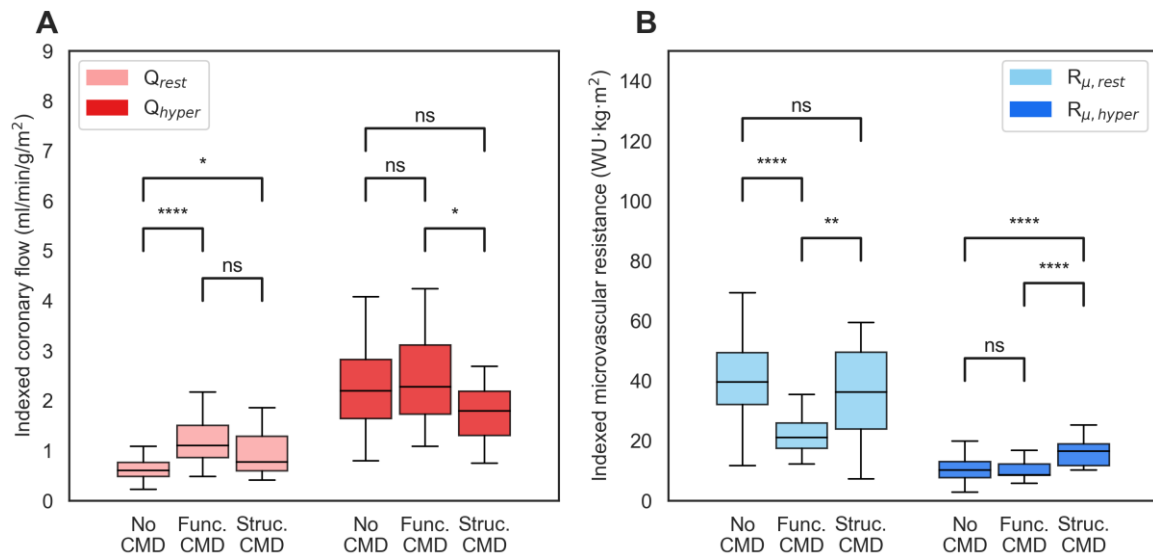 A
Indexed coronary flow (ml/min/g/m²)
9
8
7
6
5
4
3
2
1
0
Q_rest
Q_hyper
*
****
ns
ns
ns
*
No CMD
Func. CMD
Struc. CMD
No CMD
Func. CMD
Struc. CMD
B
Indexed microvascular resistance (WU·kg·m²)
140
120
100
80
60
40
20
0
R_μ,rest
R_μ,hyper
ns
****
**
****
****
ns
No CMD
Func. CMD
Struc. CMD
No CMD
Func. CMD
Struc. CMD